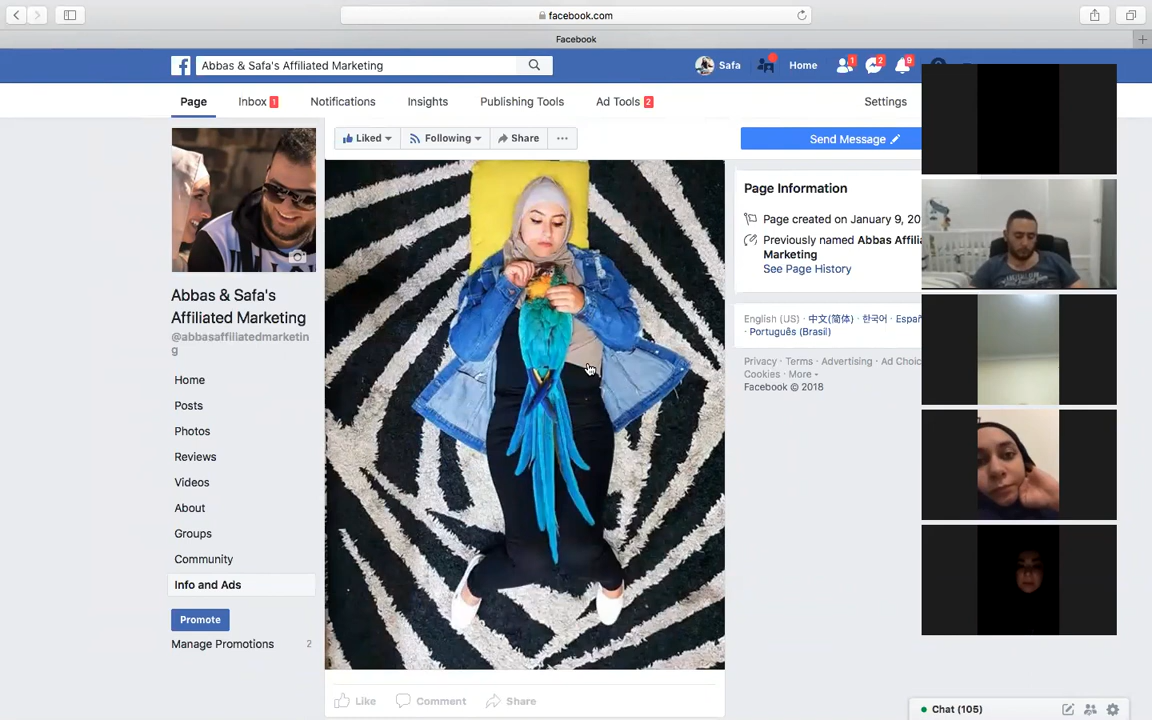 facebook.com
Facebook
Abbas & Safa's Affiliated Marketing
Safa
Home
1
2
9
Page
Inbox 1
Notifications
Insights
Publishing Tools
Ad Tools 2
Settings
Liked
Following
Share
Send Message
Abbas & Safa's
Affiliated Marketing
@abbasaffiliatedmarketin
g
Home
Posts
Photos
Reviews
Videos
About
Groups
Community
Info and Ads
Promote
Manage Promotions 2
Like
Comment
Share
Page Information
Page created on January 9, 20
Previously named Abbas Affilia
Marketing
See Page History
English (US) · 中文(简体) · 한국어 · Españ
· Português (Brasil)
Privacy · Terms · Advertising · Ad Choic
Cookies · More
Facebook © 2018
Chat (105)